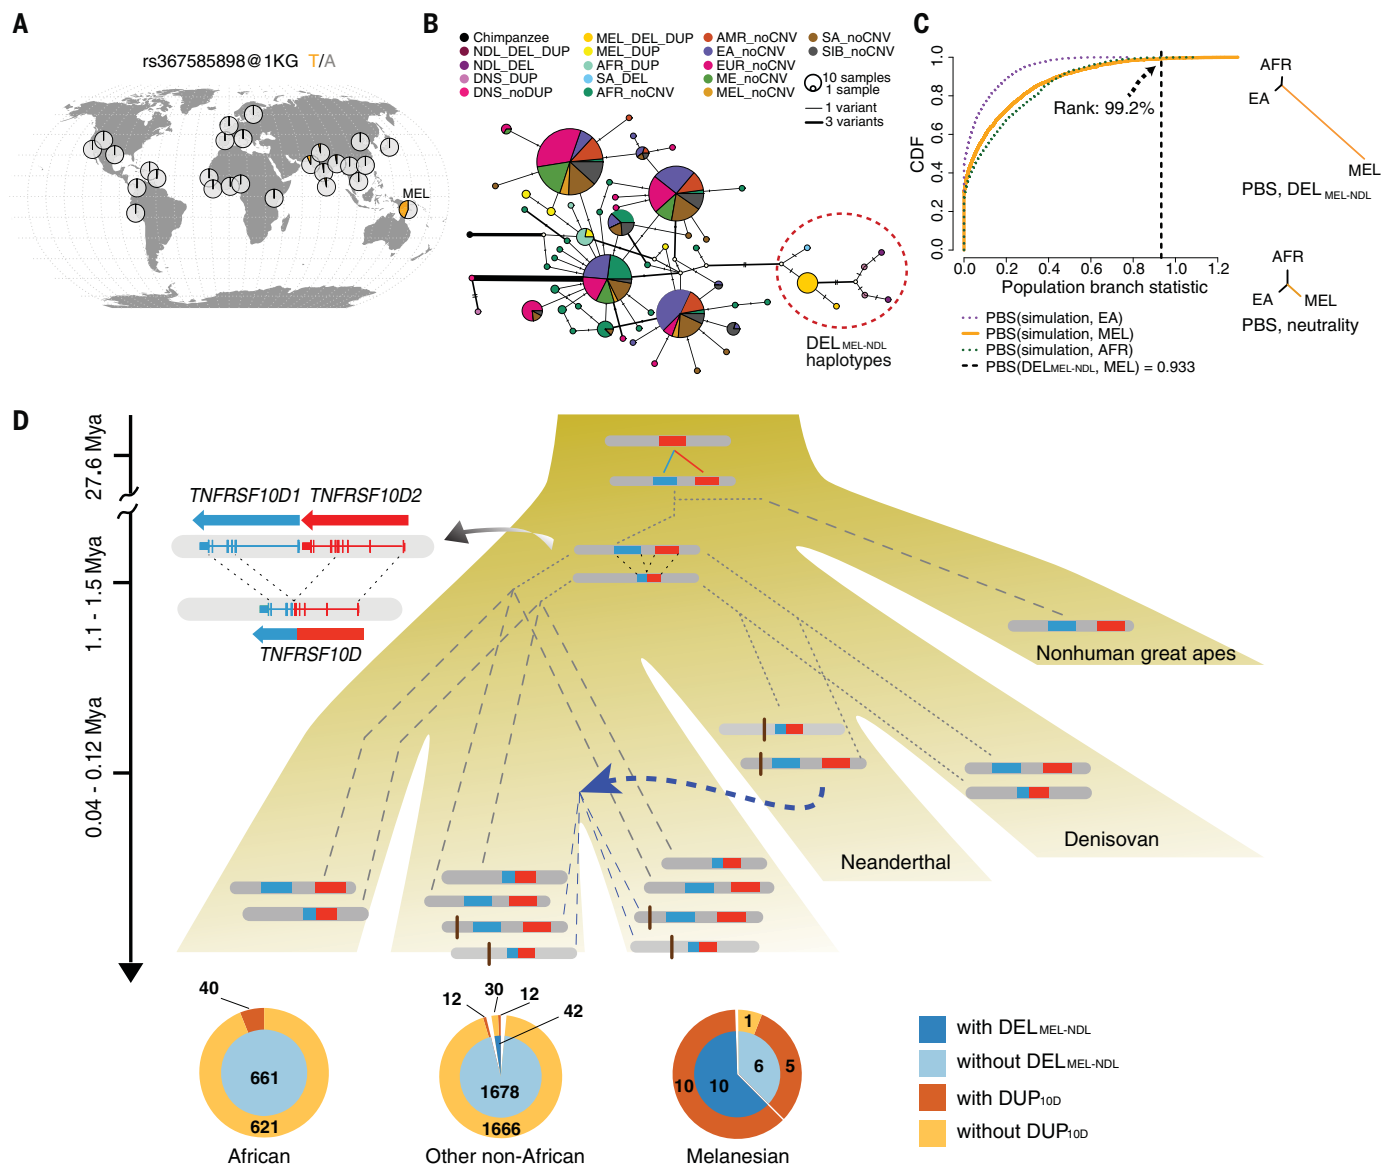 A
rs367585898@1KG T/A
MEL
B
Chimpanzee
NDL_DEL_DUP
NDL_DEL
DNS_DUP
DNS_noDUP
MEL_DEL_DUP
MEL_DUP
AFR_DUP
SA_DEL
AFR_noCNV
AMR_noCNV
EA_noCNV
EUR_noCNV
ME_noCNV
MEL_noCNV
SA_noCNV
SIB_noCNV
10 samples
1 sample
1 variant
3 variants
DEL MEL-NDL
haplotypes
C
CDF
1.0
0.8
0.6
0.4
0.2
0.0
0.0 0.2 0.4 0.6 0.8 1.0 1.2
Population branch statistic
Rank: 99.2%
PBS(simulation, EA)
PBS(simulation, MEL)
PBS(simulation, AFR)
PBS(DELMEL-NDL, MEL) = 0.933
AFR
EA
MEL
PBS, DEL MEL-NDL
AFR
EA
MEL
PBS, neutrality
D
27.6 Mya
1.1 - 1.5 Mya
0.04 - 0.12 Mya
TNFRSF10D1 TNFRSF10D2
TNFRSF10D
Nonhuman great apes
Denisovan
Neanderthal
40
661
621
African
12
30
12
42
1678
1666
Other non-African
1
6
5
10
10
Melanesian
with DEL MEL-NDL
without DEL MEL-NDL
with DUP10D
without DUP10D